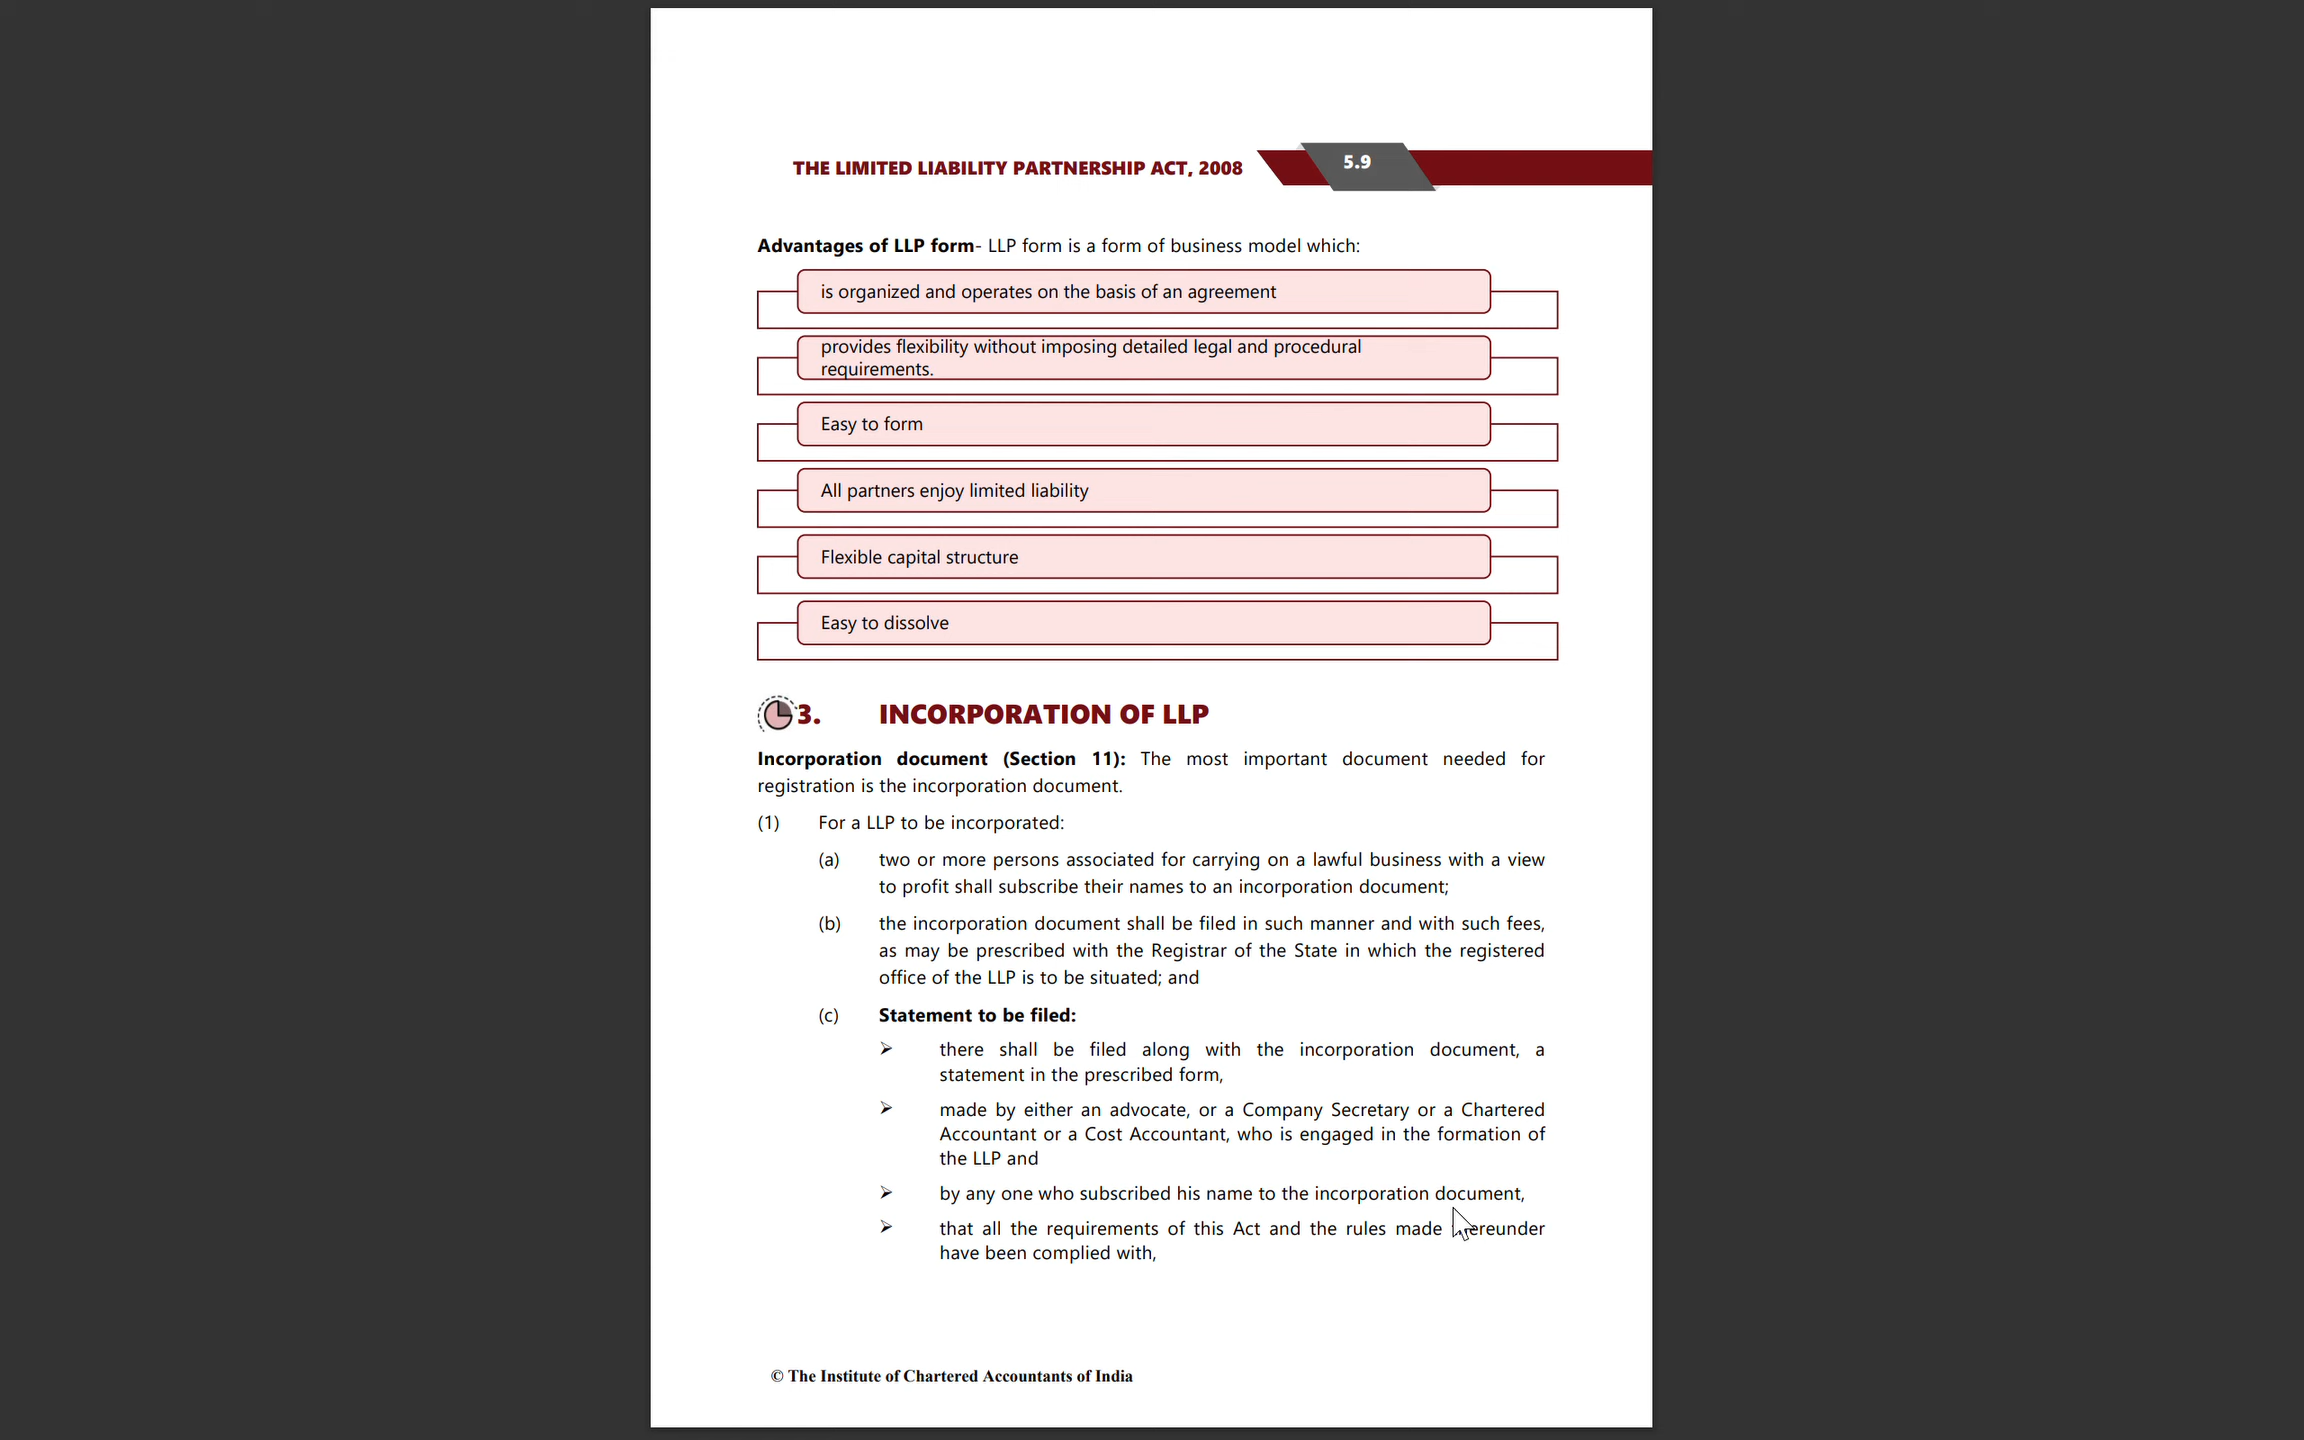 THE LIMITED LIABILITY PARTNERSHIP ACT, 2008 5.9
Advantages of LLP form- LLP form is a form of business model which:
is organized and operates on the basis of an agreement
provides flexibility without imposing detailed legal and procedural
requirements.
Easy to form
All partners enjoy limited liability
Flexible capital structure
Easy to dissolve
3. INCORPORATION OF LLP
Incorporation document (Section 11): The most important document needed for
registration is the incorporation document.
(1) For a LLP to be incorporated:
(a) two or more persons associated for carrying on a lawful business with a view
to profit shall subscribe their names to an incorporation document;
(b) the incorporation document shall be filed in such manner and with such fees,
as may be prescribed with the Registrar of the State in which the registered
office of the LLP is to be situated; and
(c) Statement to be filed:
➢ there shall be filed along with the incorporation document, a
statement in the prescribed form,
➢ made by either an advocate, or a Company Secretary or a Chartered
Accountant or a Cost Accountant, who is engaged in the formation of
the LLP and
➢ by any one who subscribed his name to the incorporation document,
➢ that all the requirements of this Act and the rules made thereunder
have been complied with,
© The Institute of Chartered Accountants of India